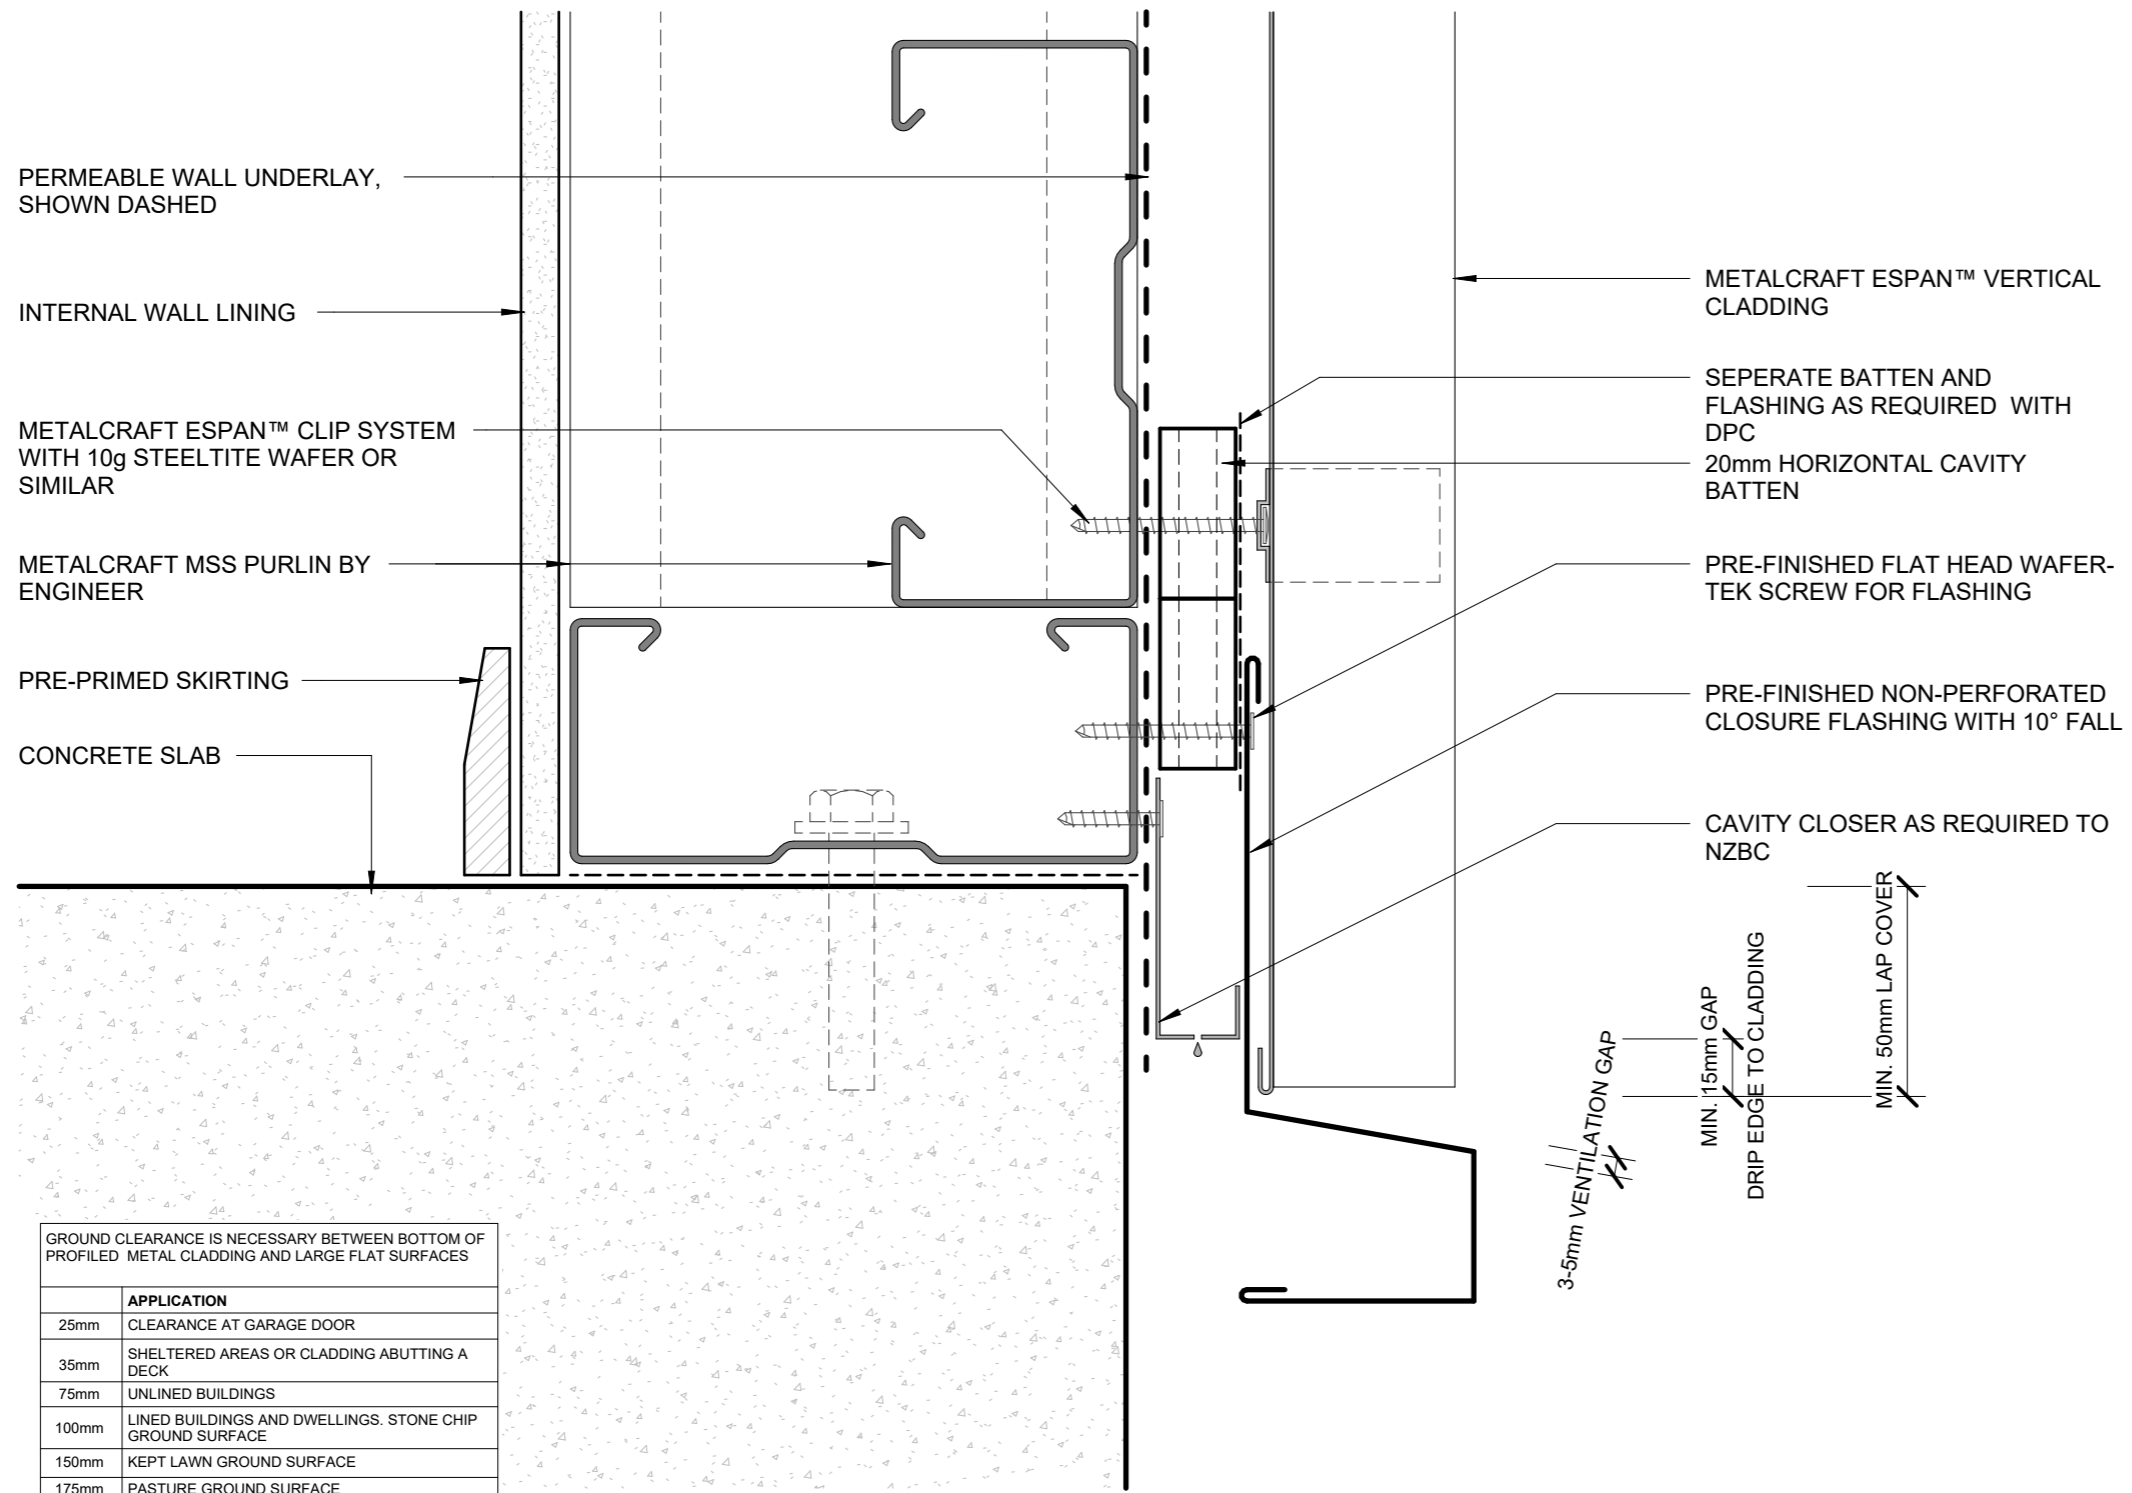 PERMEABLE WALL UNDERLAY,
SHOWN DASHED
INTERNAL WALL LINING
METALCRAFT ESPAN™ CLIP SYSTEM
WITH 10g STEELTITE WAFER OR
SIMILAR
METALCRAFT MSS PURLIN BY
ENGINEER
PRE-PRIMED SKIRTING
CONCRETE SLAB
METALCRAFT ESPAN™ VERTICAL
CLADDING
SEPERATE BATTEN AND
FLASHING AS REQUIRED WITH
DPC
20mm HORIZONTAL CAVITY
BATTEN
PRE-FINISHED FLAT HEAD WAFER-
TEK SCREW FOR FLASHING
PRE-FINISHED NON-PERFORATED
CLOSURE FLASHING WITH 10° FALL
CAVITY CLOSER AS REQUIRED TO
NZBC
3-5mm VENTILATION GAP
MIN. 15mm GAP
DRIP EDGE TO CLADDING
MIN. 50mm LAP COVER
GROUND CLEARANCE IS NECESSARY BETWEEN BOTTOM OF
PROFILED METAL CLADDING AND LARGE FLAT SURFACES
APPLICATION
25mm CLEARANCE AT GARAGE DOOR
35mm SHELTERED AREAS OR CLADDING ABUTTING A
DECK
75mm UNLINED BUILDINGS
100mm LINED BUILDINGS AND DWELLINGS. STONE CHIP
GROUND SURFACE
150mm KEPT LAWN GROUND SURFACE
175mm PASTURE GROUND SURFACE